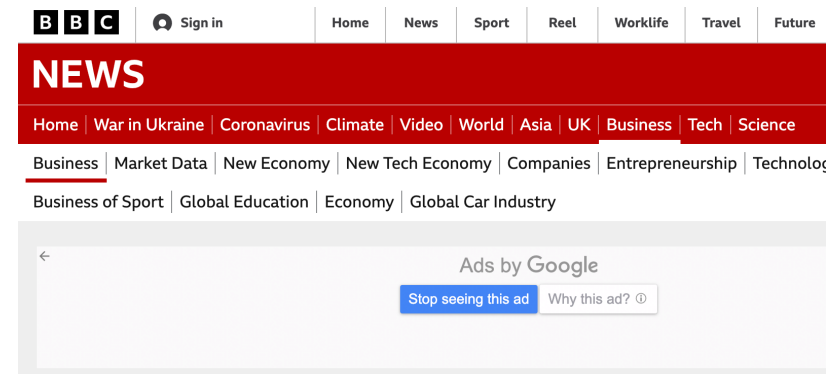 BBC Sign in Home News Sport Reel Worklife Travel Future
NEWS
Home War in Ukraine Coronavirus Climate Video World Asia UK Business Tech Science
Business Market Data New Economy New Tech Economy Companies Entrepreneurship
Business of Sport Global Education Economy Global Car Industry
Ads by Google
Stop seeing this ad Why this ad?